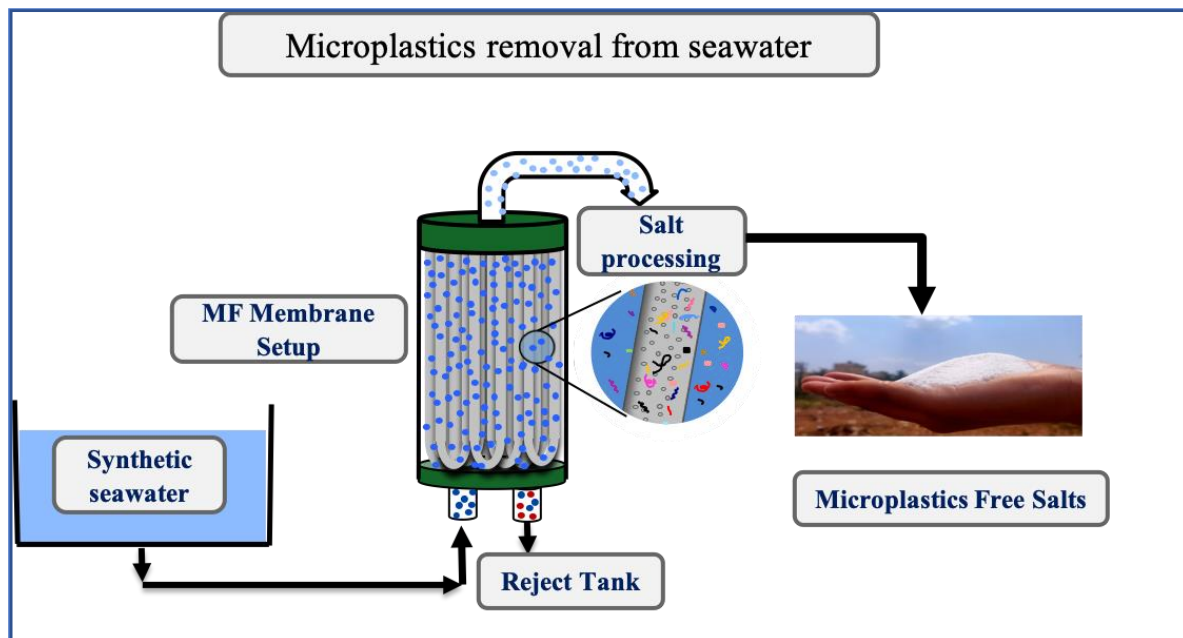 Microplastics removal from seawater
Salt
processing
MF Membrane
Setup
Synthetic
seawater
Microplastics Free Salts
Reject Tank